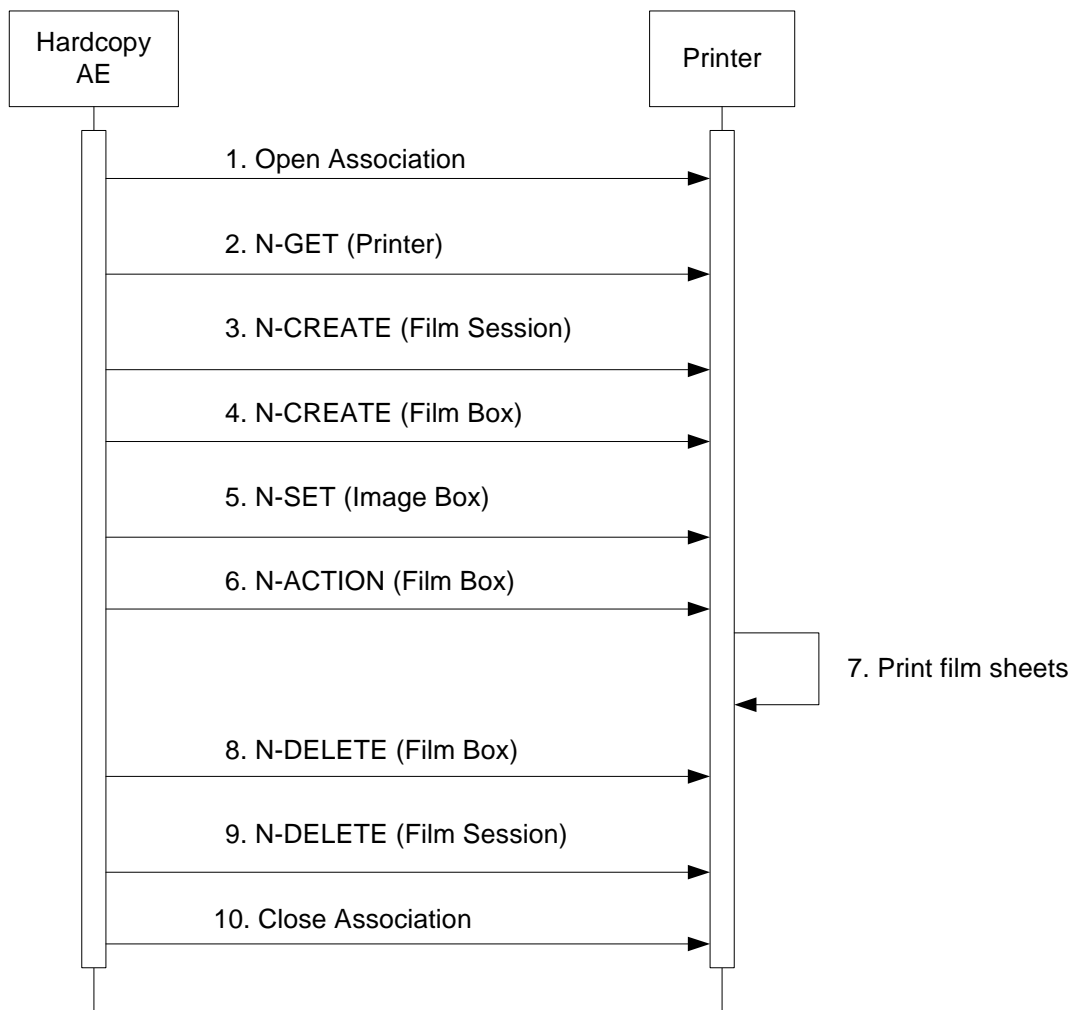 Hardcopy
AE
Printer
1. Open Association
2. N-GET (Printer)
3. N-CREATE (Film Session)
4. N-CREATE (Film Box)
5. N-SET (Image Box)
6. N-ACTION (Film Box)
7. Print film sheets
8. N-DELETE (Film Box)
9. N-DELETE (Film Session)
10. Close Association